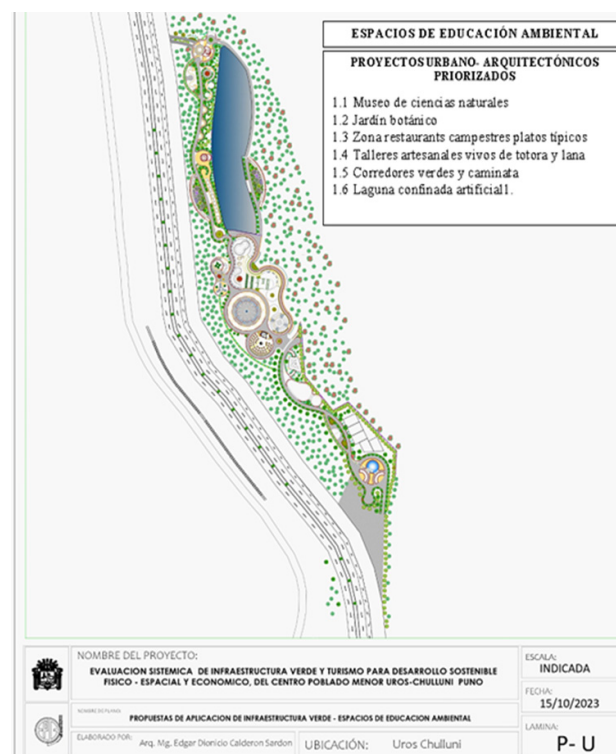 ESPACIOS DE EDUCACIÓN AMBIENTAL
PROYECTOS URBANO- ARQUITECTÓNICOS
PRIORIZADOS
1.1 Museo de ciencias naturales
1.2 Jardín botánico
1.3 Zona restaurants campestres platos típicos
1.4 Talleres artesanales vivos de totora y lana
1.5 Corredores verdes y caminata
1.6 Laguna confinada artificial1.
NOMBRE DEL PROYECTO:
EVALUACION SISTEMICA DE INFRAESTRUCTURA VERDE Y TURISMO PARA DESARROLLO SOSTENIBLE
FISICO - ESPACIAL Y ECONOMICO, DEL CENTRO POBLADO MENOR UROS-CHULLUNI PUNO
NOMBRE DE PLANO:
PROPUESTAS DE APLICACION DE INFRAESTRUCTURA VERDE - ESPACIOS DE EDUCACION AMBIENTAL
ELABORADO POR: Arq. Mg. Edgar Dionicio Calderon Sardon
UBICACIÓN: Uros Chulluni
ESCALA:
INDICADA
FECHA:
15/10/2023
LAMINA:
P- U